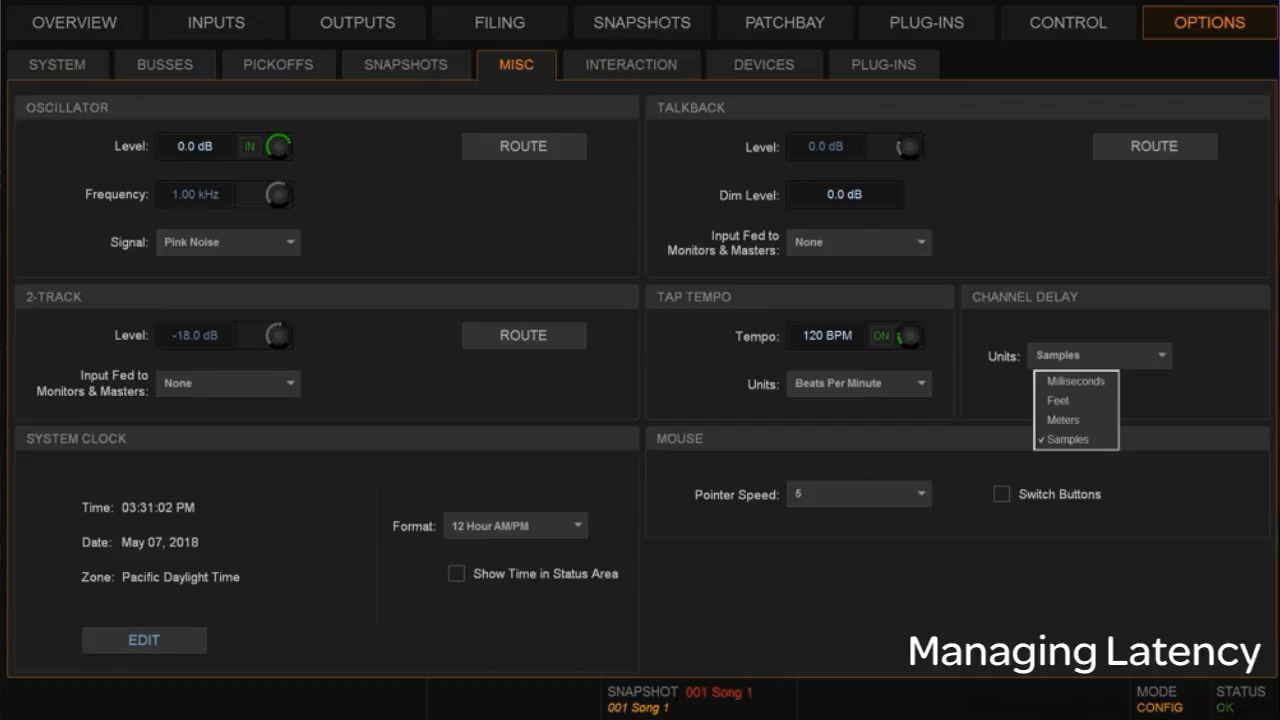 OVERVIEW INPUTS OUTPUTS FILING SNAPSHOTS PATCHBAY PLUG-INS CONTROL OPTIONS
SYSTEM BUSSES PICKOFFS SNAPSHOTS MISC INTERACTION DEVICES PLUG-INS
OSCILLATOR
Level: 0.0 dB IN ROUTE
Frequency: 1.00 kHz
Signal: Pink Noise
TALKBACK
Level: 0.0 dB ROUTE
Dim Level: 0.0 dB
Input Fed to
Monitors & Masters: None
2-TRACK
Level: -18.0 dB ROUTE
Input Fed to
Monitors & Masters: None
TAP TEMPO
Tempo: 120 BPM ON
Units: Beats Per Minute
CHANNEL DELAY
Units: Samples
Milliseconds
Feet
Meters
✓ Samples
SYSTEM CLOCK
Time: 03:31:02 PM
Date: May 07, 2018
Zone: Pacific Daylight Time
Format: 12 Hour AM/PM
Show Time in Status Area
EDIT
MOUSE
Pointer Speed: 5 Switch Buttons
Managing Latency
SNAPSHOT 001 Song 1
001 Song 1
MODE
CONFIG
STATUS
OK